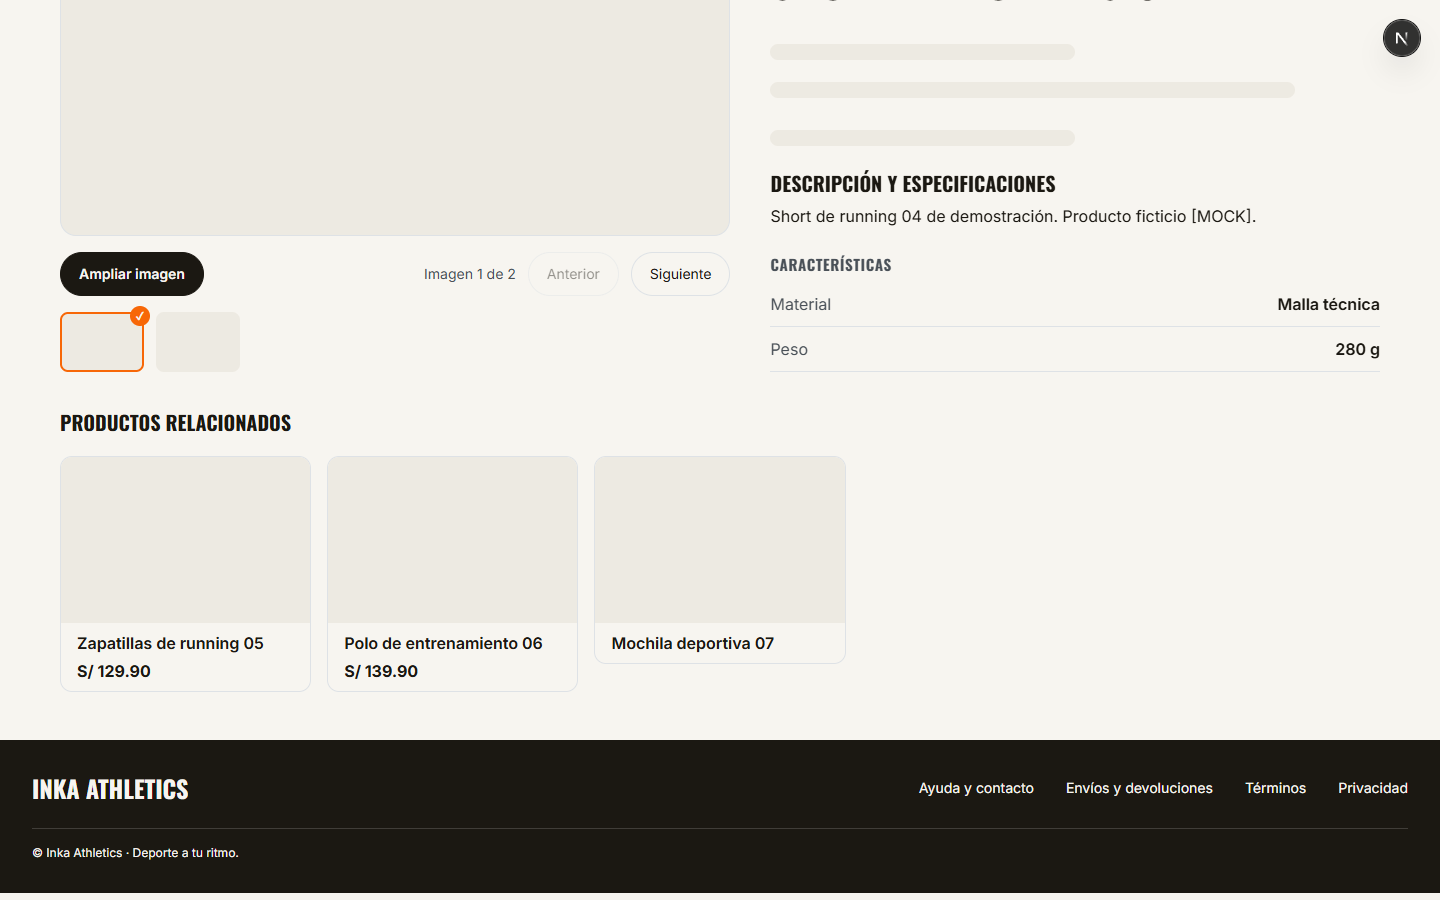 Ampliar imagen
Imagen 1 de 2
Anterior
Siguiente
DESCRIPCIÓN Y ESPECIFICACIONES
Short de running 04 de demostración. Producto ficticio [MOCK].
CARACTERÍSTICAS
Material Malla técnica
Peso 280 g
PRODUCTOS RELACIONADOS
Zapatillas de running 05
S/ 129.90
Polo de entrenamiento 06
S/ 139.90
Mochila deportiva 07
INKA ATHLETICS
Ayuda y contacto
Envíos y devoluciones
Términos
Privacidad
© Inka Athletics · Deporte a tu ritmo.